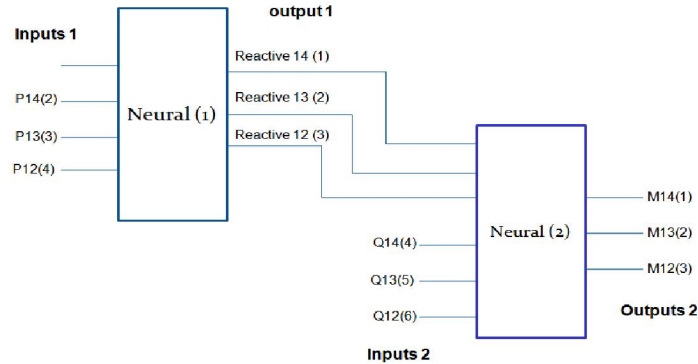 output 1
Inputs 1
Reactive 14 (1)
P14(2)
Reactive 13 (2)
Neural (1)
P13(3)
Reactive 12 (3)
P12(4)
M14(1)
Neural (2)
M13(2)
Q14(4)
M12(3)
Q13(5)
Outputs 2
Q12(6)
Inputs 2